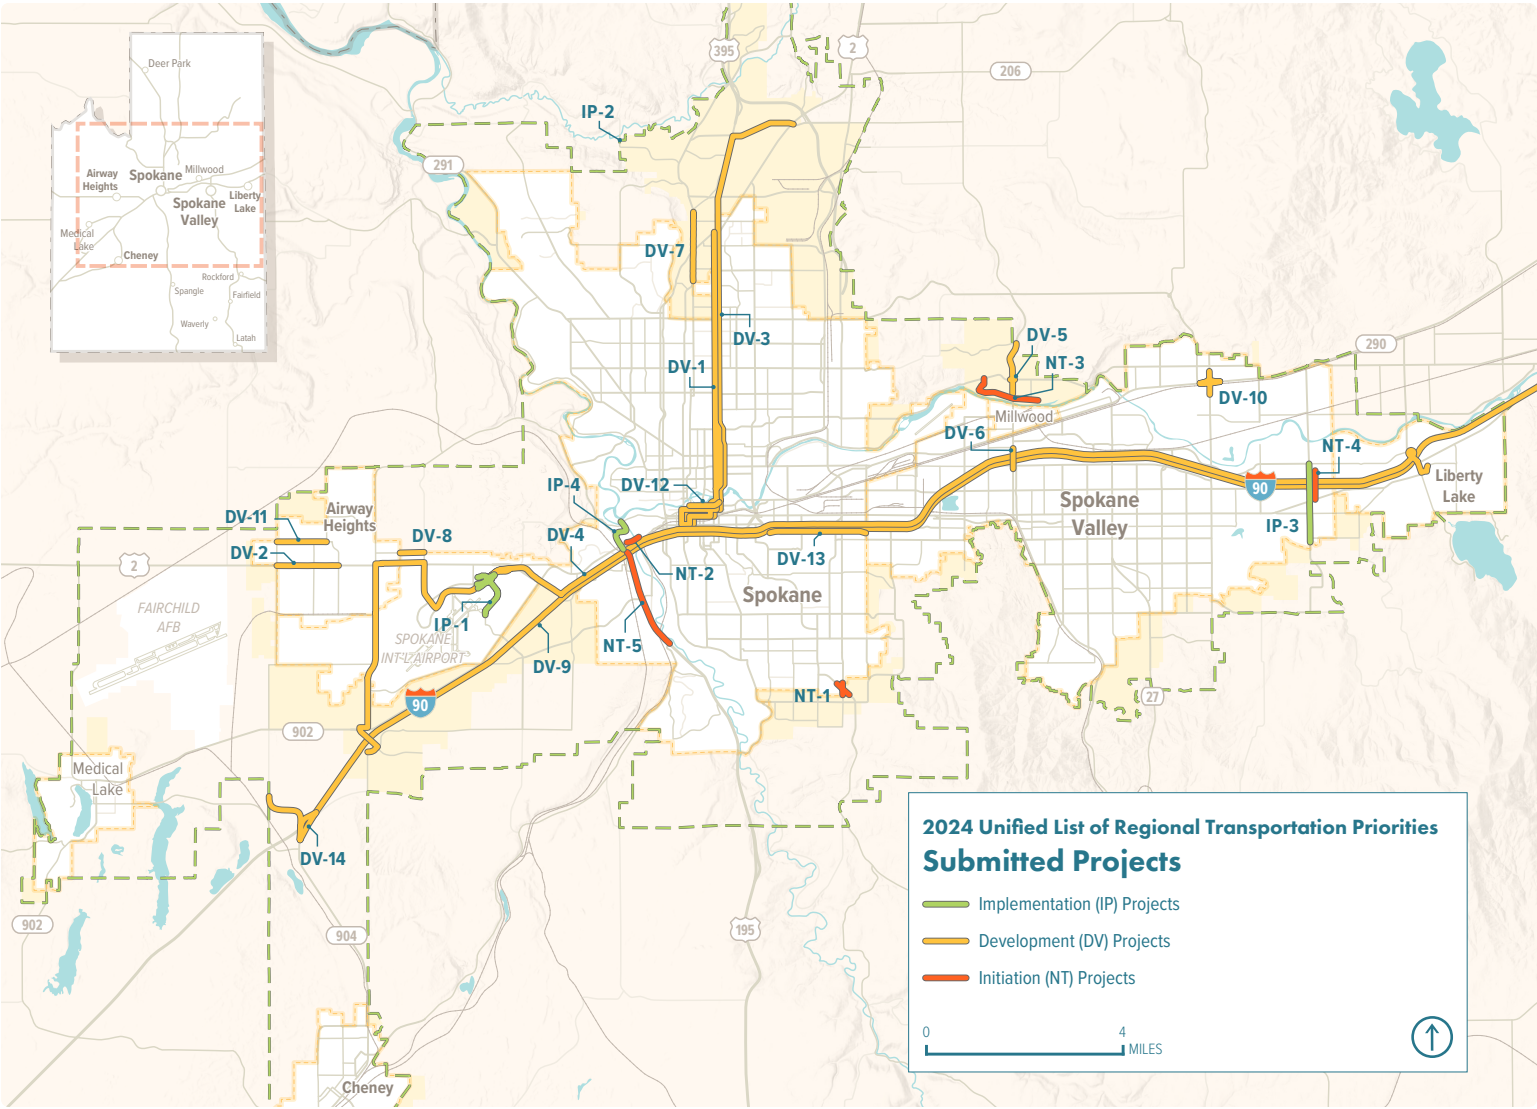 Deer Park
Airway
Heights
Spokane
Millwood
Liberty
Lake
Spokane
Valley
Medical
Lake
Cheney
Rockford
Spangle
Fairfield
Waverly
Latah
395
2
206
IP-2
291
DV-7
DV-3
DV-1
DV-5
NT-3
290
Millwood
DV-10
DV-6
NT-4
90
Liberty
Lake
Spokane
Valley
IP-3
IP-4
DV-12
Airway
Heights
DV-11
DV-2
DV-8
DV-4
2
NT-2
DV-13
Spokane
FAIRCHILD
AFB
IP-1
SPOKANE
INT'L AIRPORT
NT-5
DV-9
NT-1
27
90
902
Medical
Lake
DV-14
902
904
195
Cheney
2024 Unified List of Regional Transportation Priorities
Submitted Projects
Implementation (IP) Projects
Development (DV) Projects
Initiation (NT) Projects
0 4
MILES